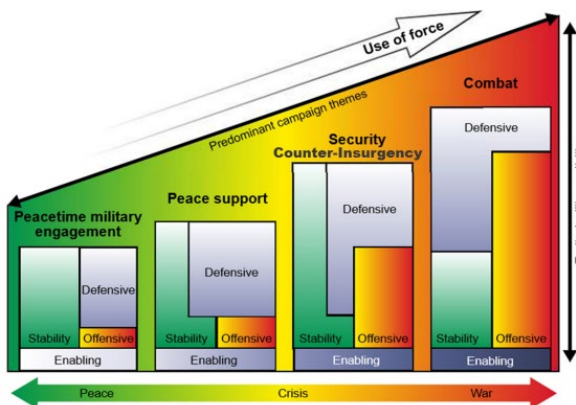 Use of force
Predominant campaign themes
Combat
Defensive
Stability
Offensive
Enabling
Security
Counter-Insurgency
Defensive
Stability
Offensive
Enabling
Peace support
Defensive
Stability
Offensive
Enabling
Peacetime military
engagement
Defensive
Stability
Offensive
Enabling
Peace
Crisis
War